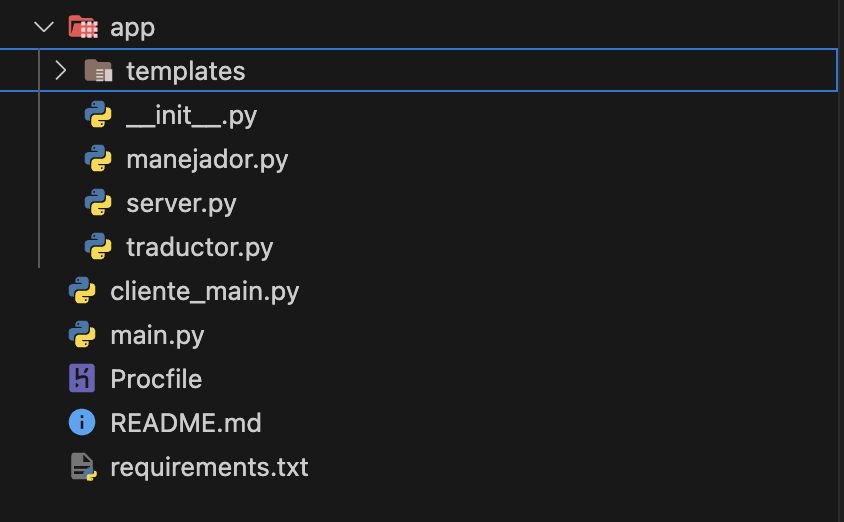 app
templates
__init__.py
manejador.py
server.py
traductor.py
cliente_main.py
main.py
Procfile
README.md
requirements.txt